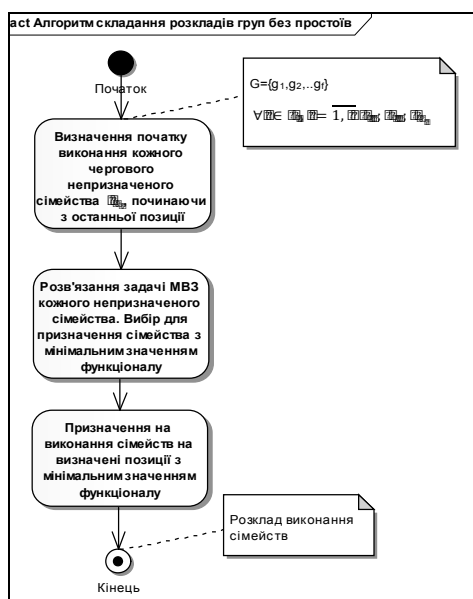 act Алгоритм складання розкладів груп без простоїв
Початок
G={g₁,g₂,..gf}
∀ ∈ = 1,
Визначення початку
виконання кожного
чергового
непризначеного
сімейства починаючи
з останньої позиції
Розв'язання задачі МВЗ
кожного непризначеного
сімейства. Вибір для
призначення сімейства з
мінімальним значенням
функціоналу
Призначення на
виконання сімейств на
визначені позиції з
мінімальним значенням
функціоналу
Розклад виконання
сімейств
Кінець